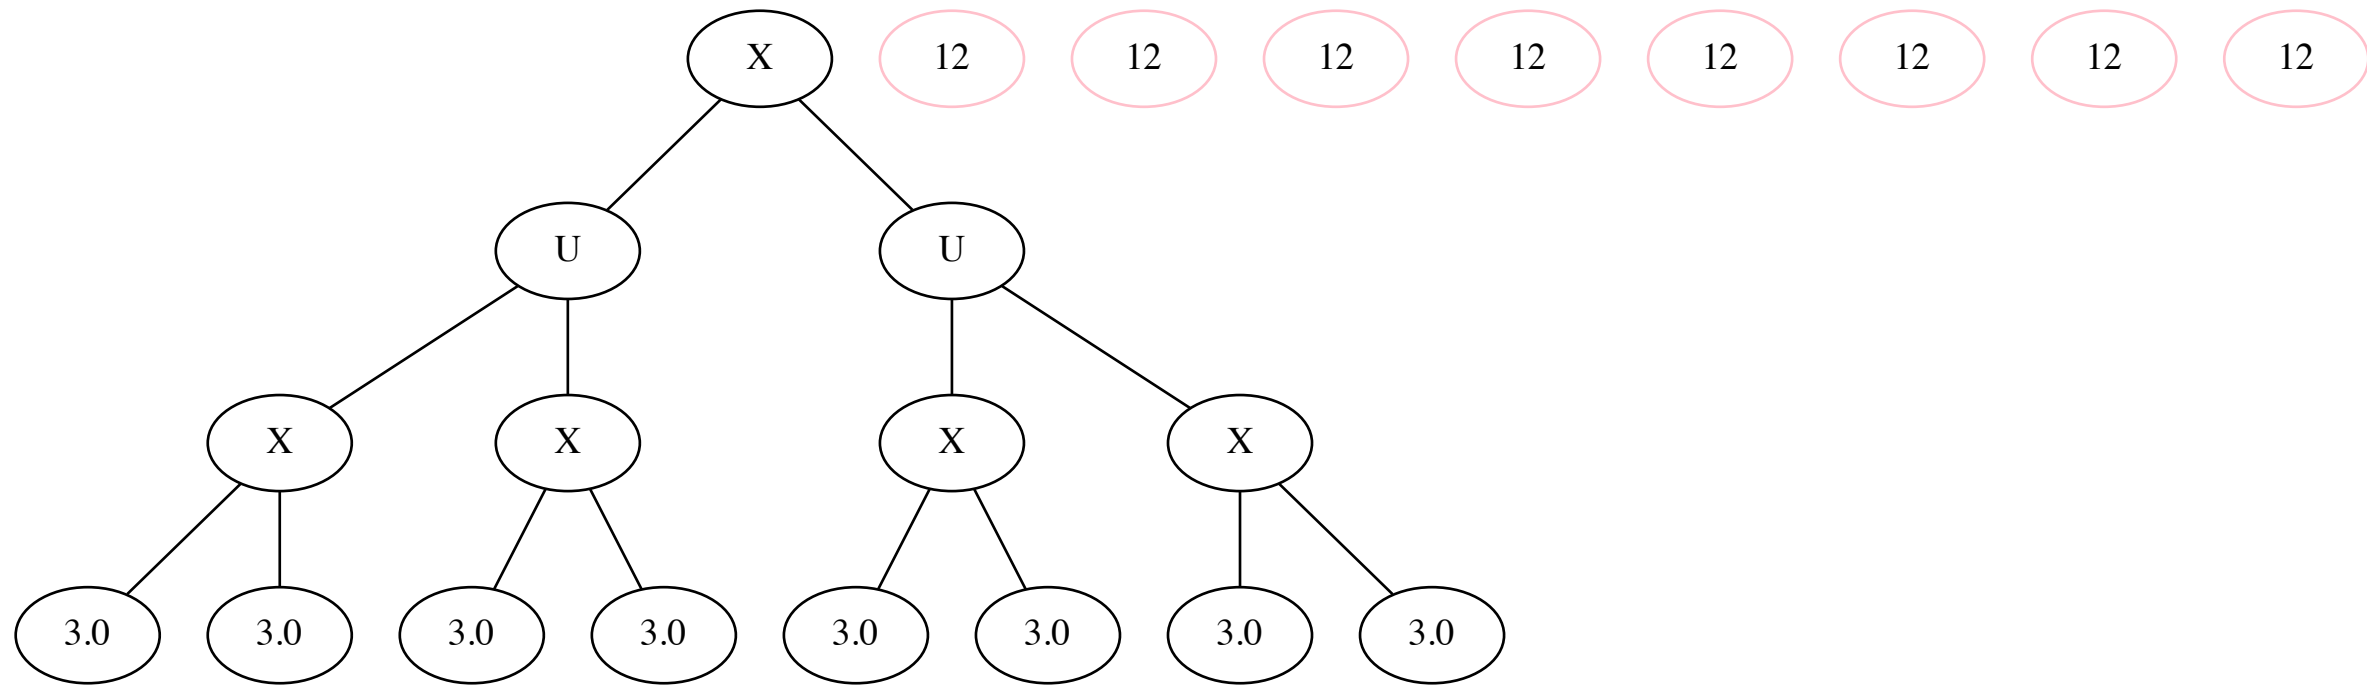 X 12 12 12 12 12 12 12 12
U U
X X X X
3.0 3.0 3.0 3.0 3.0 3.0 3.0 3.0